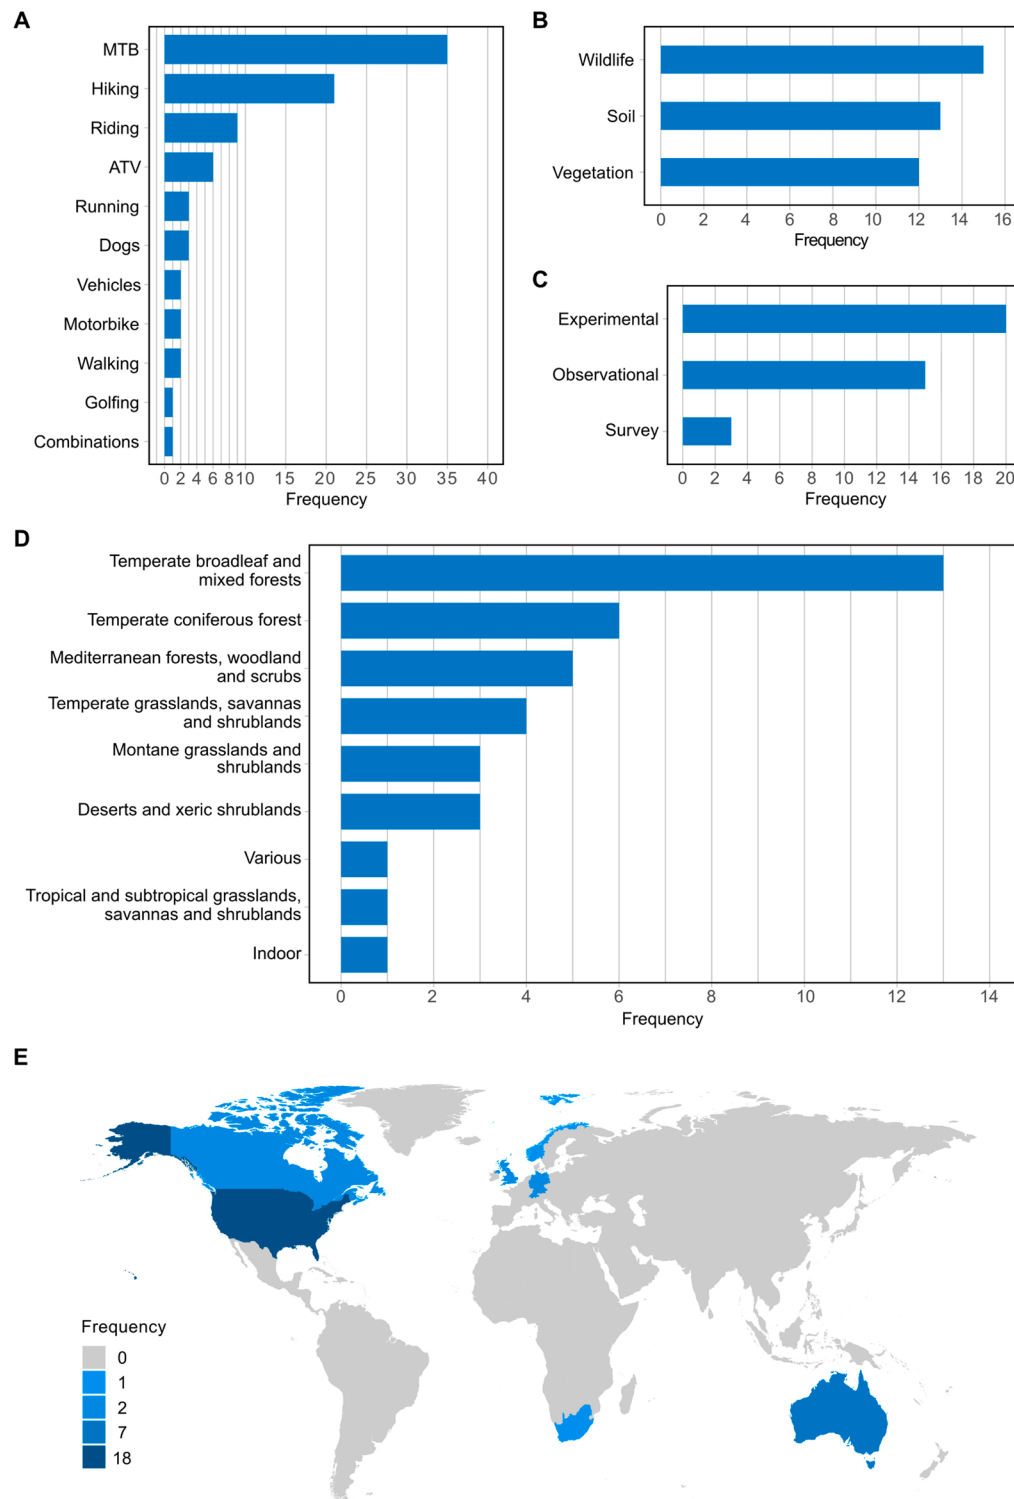 A
MTB
Hiking
Riding
ATV
Running
Dogs
Vehicles
Motorbike
Walking
Golfing
Combinations
0 2 4 6 8 10 15 20 25 30 35 40
Frequency
B
Wildlife
Soil
Vegetation
0 2 4 6 8 10 12 14 16
Frequency
C
Experimental
Observational
Survey
0 2 4 6 8 10 12 14 16 18 20
Frequency
D
Temperate broadleaf and
mixed forests
Temperate coniferous forest
Mediterranean forests, woodland
and scrubs
Temperate grasslands, savannas
and shrublands
Montane grasslands and
shrublands
Deserts and xeric shrublands
Various
Tropical and subtropical grasslands,
savannas and shrublands
Indoor
0 2 4 6 8 10 12 14
Frequency
E
Frequency
0
1
2
7
18